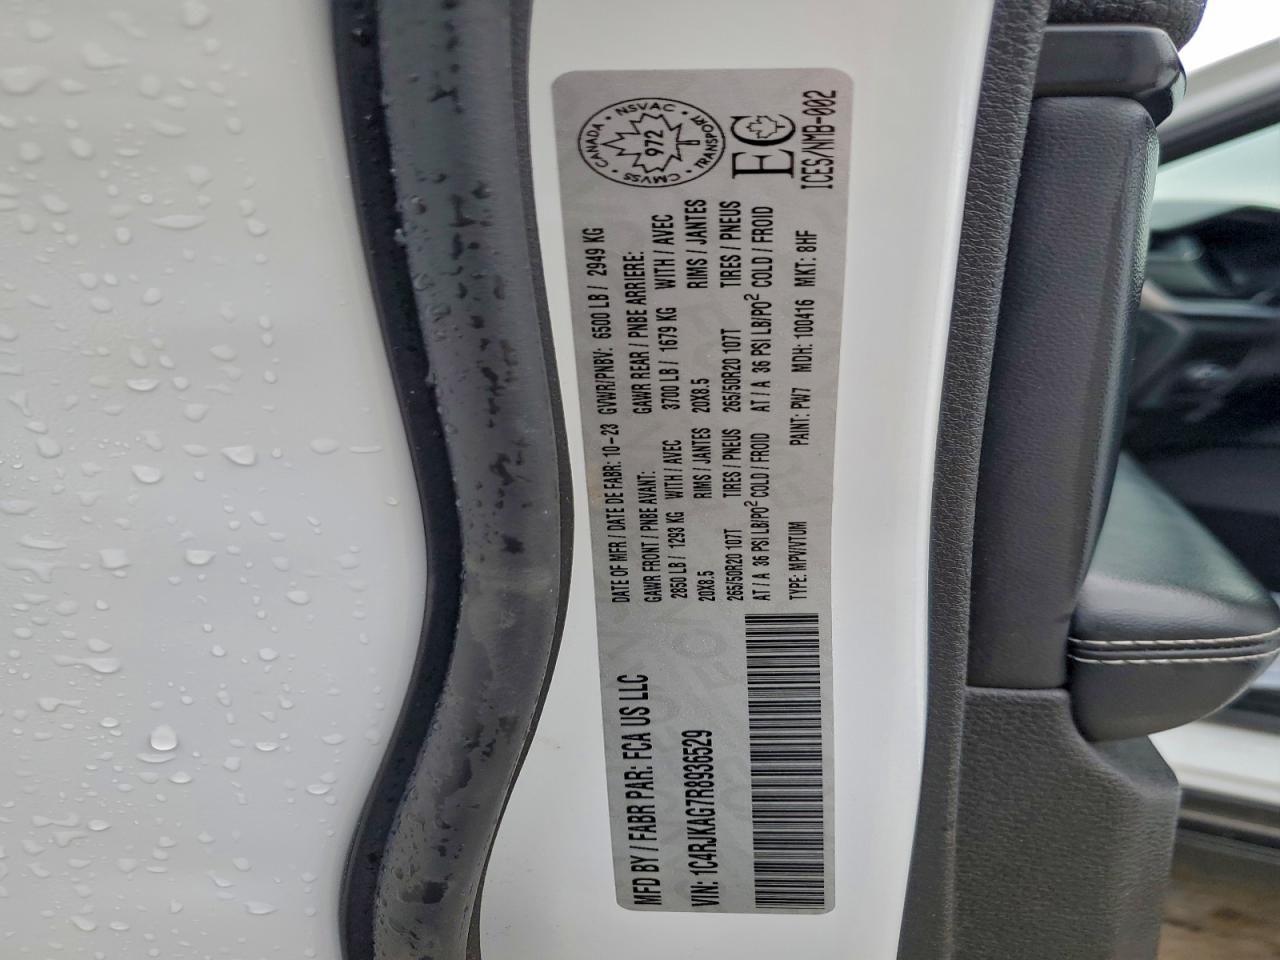 MFD BY / FABR PAR: FCA US LLC
DATE OF MFR / DATE DE FABR: 10-23 GVWR/PNBV: 6500 LB / 2949 KG
GAWR FRONT / PNBE AVANT: GAWR REAR / PNBE ARRIERE:
2850 LB / 1293 KG WITH / AVEC 3700 LB / 1679 KG WITH / AVEC
20X8.5 RIMS / JANTES 20X8.5 RIMS / JANTES
265/50R20 107T TIRES / PNEUS 265/50R20 107T TIRES / PNEUS
AT / A 36 PSI LB/PO² COLD / FROID AT / A 36 PSI LB/PO² COLD / FROID
VIN: 1C4RJKAG7R8936529
TYPE: MPV/VTUM PAINT: PW7 MDH: 100416 MKT: 8HF
CANADA · NSVAC · TRANSPORT · CMVSS
972
EC
ICES/NMB-002